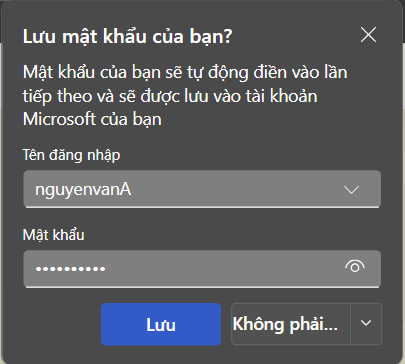 Lưu mật khẩu của bạn?
Mật khẩu của bạn sẽ tự động điền vào lần
tiếp theo và sẽ được lưu vào tài khoản
Microsoft của bạn
Tên đăng nhập
nguyenvanA
Mật khẩu
••••••••••
Lưu
Không phải...